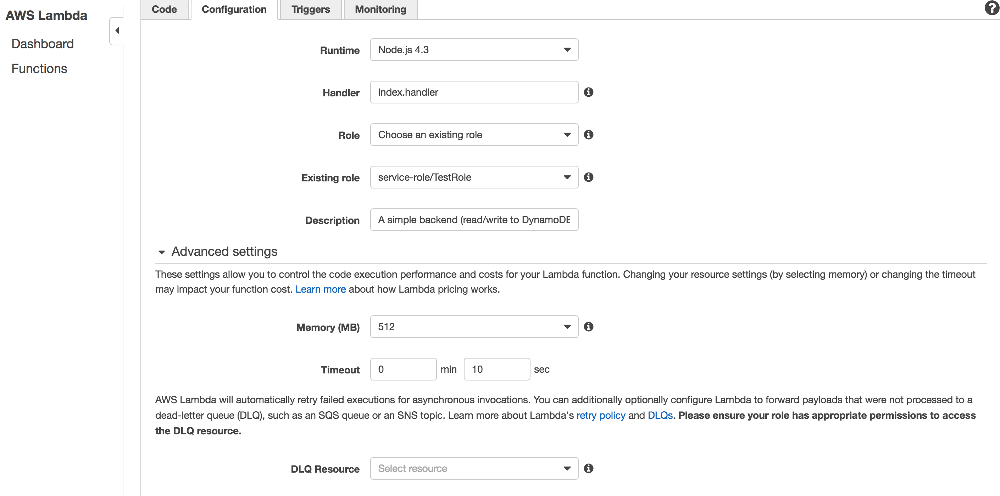 AWS Lambda
Dashboard
Functions
Code Configuration Triggers Monitoring
Runtime Node.js 4.3
Handler index.handler
Role Choose an existing role
Existing role service-role/TestRole
Description A simple backend (read/write to DynamoDB
Advanced settings
These settings allow you to control the code execution performance and costs for your Lambda function. Changing your resource settings (by selecting memory) or changing the timeout
may impact your function cost. Learn more about how Lambda pricing works.
Memory (MB) 512
Timeout 0 min 10 sec
AWS Lambda will automatically retry failed executions for asynchronous invocations. You can additionally optionally configure Lambda to forward payloads that were not processed to a
dead-letter queue (DLQ), such as an SQS queue or an SNS topic. Learn more about Lambda's retry policy and DLQs. Please ensure your role has appropriate permissions to access
the DLQ resource.
DLQ Resource Select resource